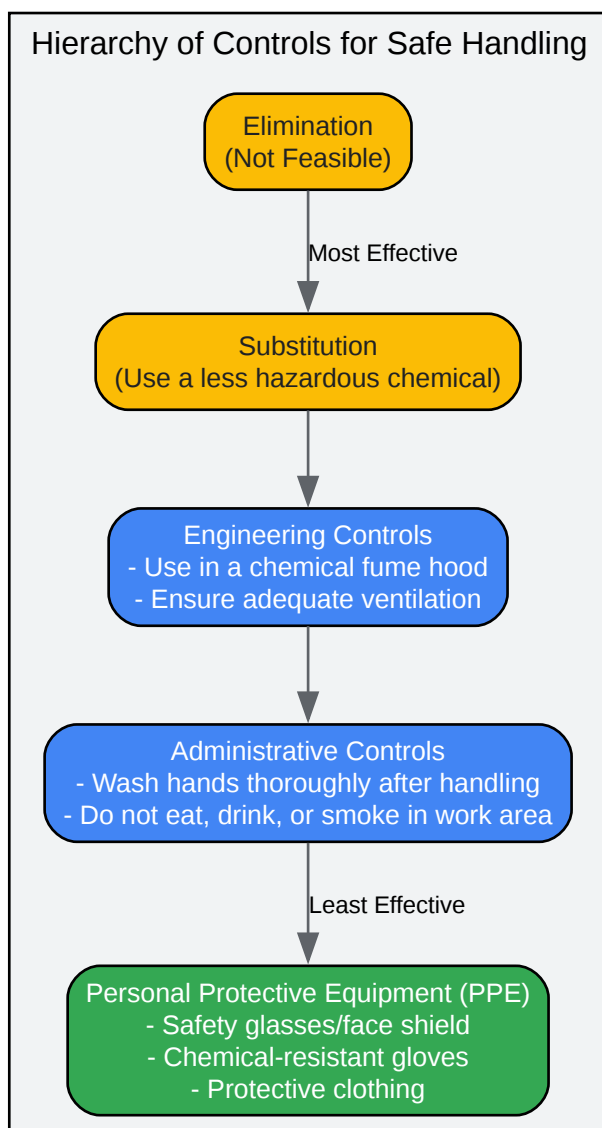 Hierarchy of Controls for Safe Handling
Elimination
(Not Feasible)
Most Effective
Substitution
(Use a less hazardous chemical)
Engineering Controls
- Use in a chemical fume hood
- Ensure adequate ventilation
Administrative Controls
- Wash hands thoroughly after handling
- Do not eat, drink, or smoke in work area
Least Effective
Personal Protective Equipment (PPE)
- Safety glasses/face shield
- Chemical-resistant gloves
- Protective clothing